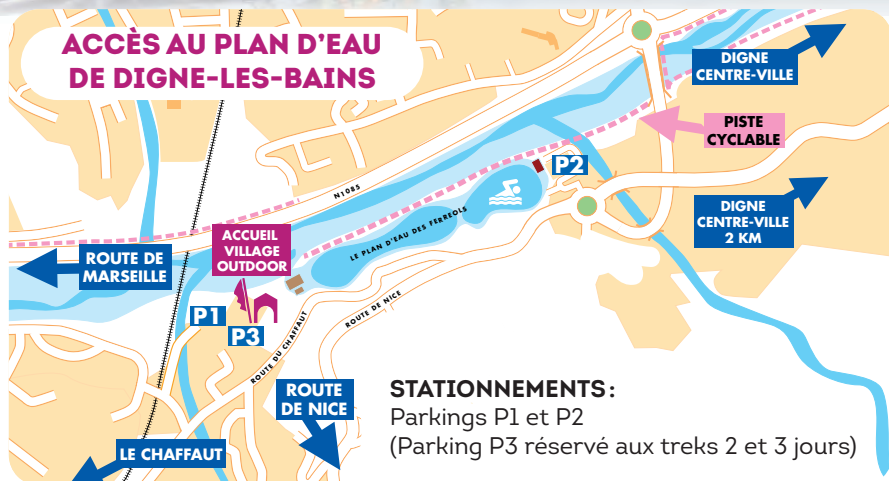 ACCÈS AU PLAN D'EAU
DE DIGNE-LES-BAINS
DIGNE
CENTRE-VILLE
PISTE
CYCLABLE
P2
N1085
DIGNE
CENTRE-VILLE
2 KM
ACCUEIL
VILLAGE
OUTDOOR
LE PLAN D'EAU DES FERREOLS
ROUTE DE
MARSEILLE
P1
P3
ROUTE DE NICE
ROUTE DU CHAFFAUT
ROUTE
DE NICE
LE CHAFFAUT
STATIONNEMENTS:
Parkings P1 et P2
(Parking P3 réservé aux treks 2 et 3 jours)